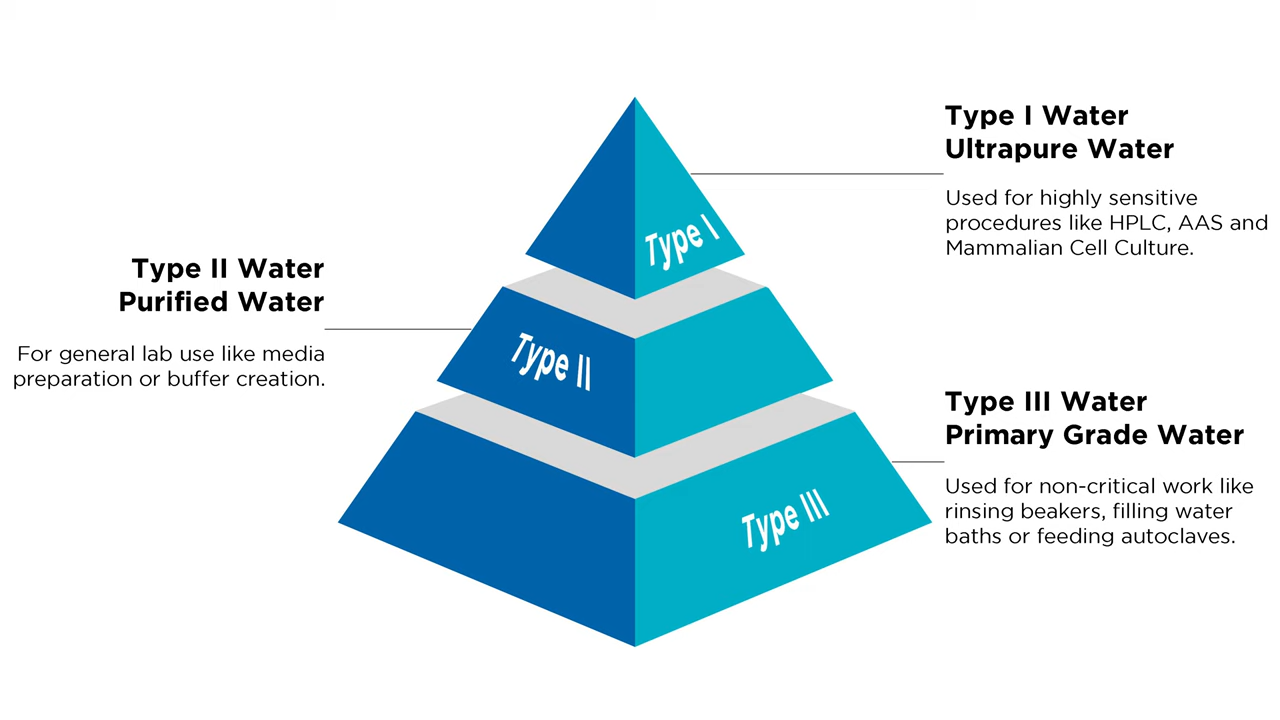 Type I Water
Ultrapure Water
Used for highly sensitive
procedures like HPLC, AAS and
Mammalian Cell Culture.
Type I
Type II Water
Purified Water
For general lab use like media
preparation or buffer creation.
Type II
Type III Water
Primary Grade Water
Used for non-critical work like
rinsing beakers, filling water
baths or feeding autoclaves.
Type III